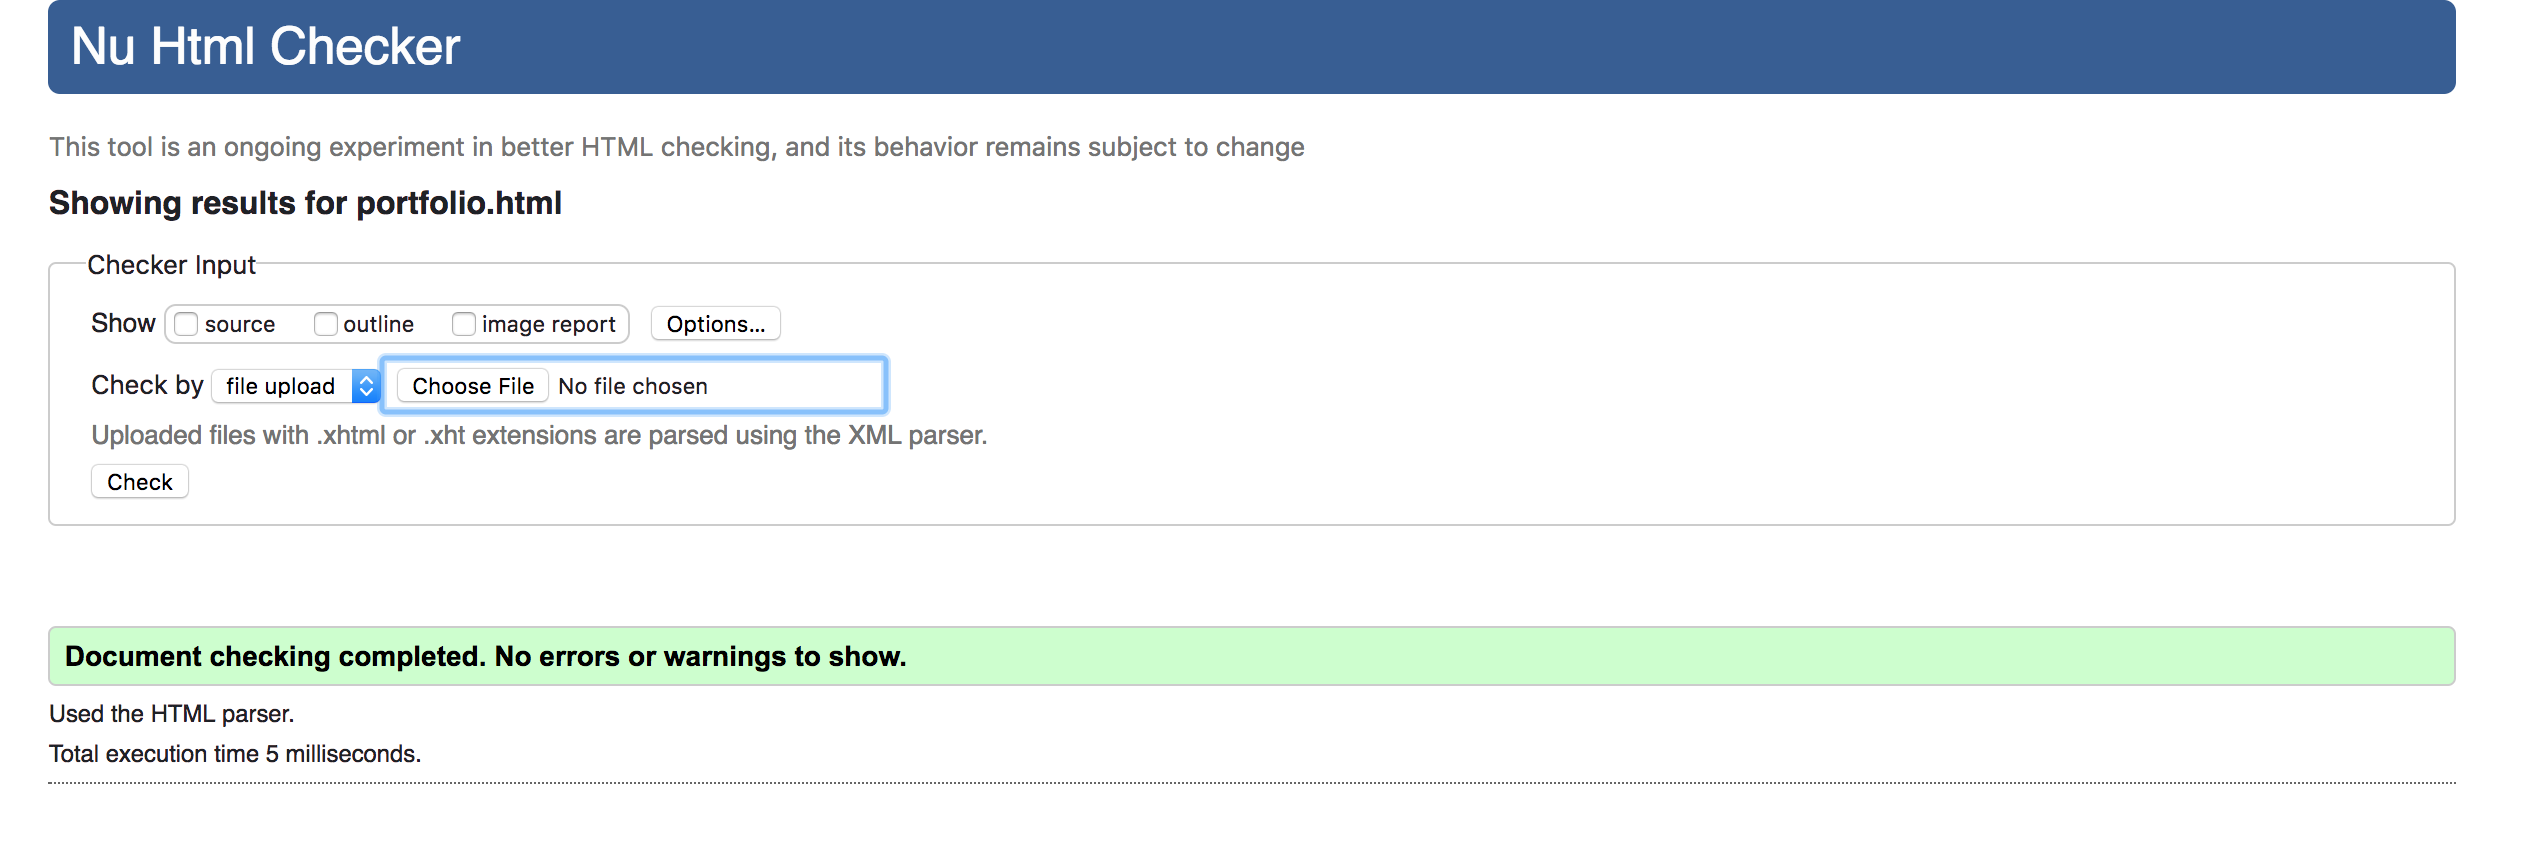 Nu Html Checker
This tool is an ongoing experiment in better HTML checking, and its behavior remains subject to change
Showing results for portfolio.html
Checker Input
Show source outline image report Options...
Check by file upload Choose File No file chosen
Uploaded files with .xhtml or .xht extensions are parsed using the XML parser.
Check
Document checking completed. No errors or warnings to show.
Used the HTML parser.
Total execution time 5 milliseconds.